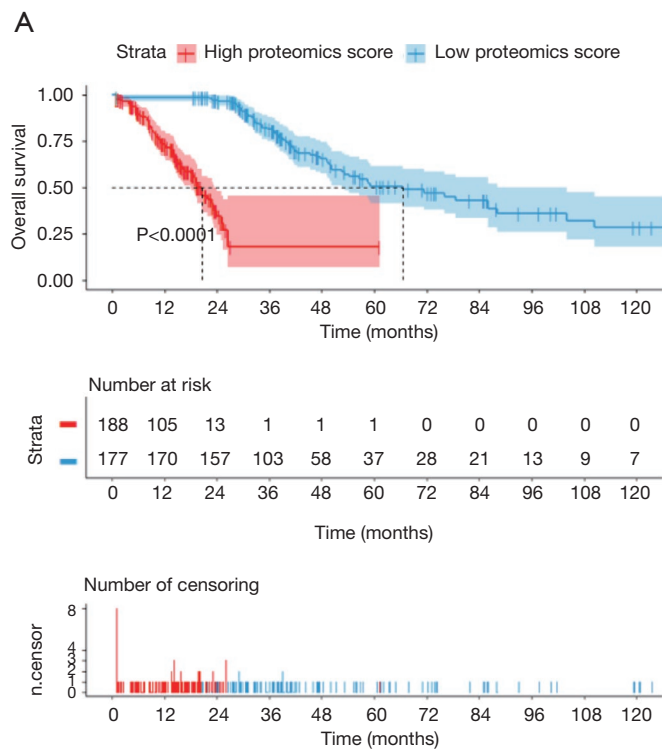 A
Strata High proteomics score Low proteomics score
1.00
0.75
0.50
0.25
0.00
Overall survival
P<0.0001
0 12 24 36 48 60 72 84 96 108 120
Time (months)
Number at risk
Strata
188 105 13 1 1 1 0 0 0 0 0
177 170 157 103 58 37 28 21 13 9 7
0 12 24 36 48 60 72 84 96 108 120
Time (months)
Number of censoring
n.censor
8
4
3
2
1
0
0 12 24 36 48 60 72 84 96 108 120
Time (months)